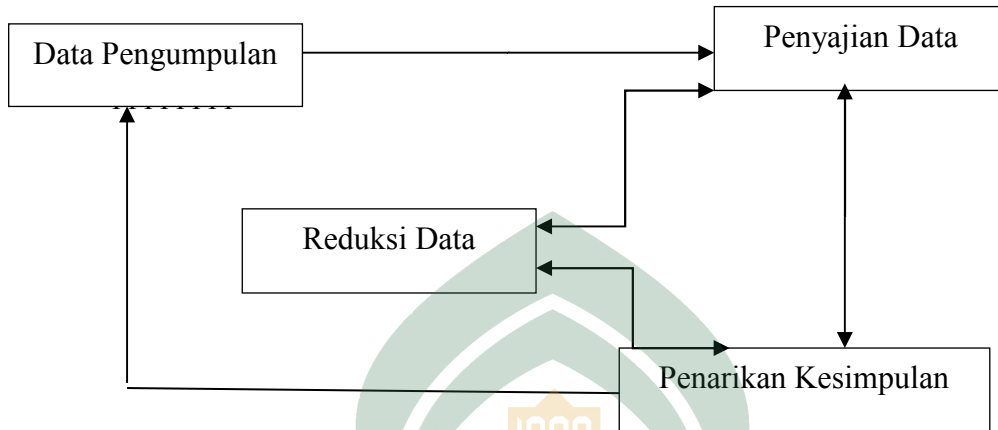 Data Pengumpulan
Penyajian Data
Reduksi Data
Penarikan Kesimpulan